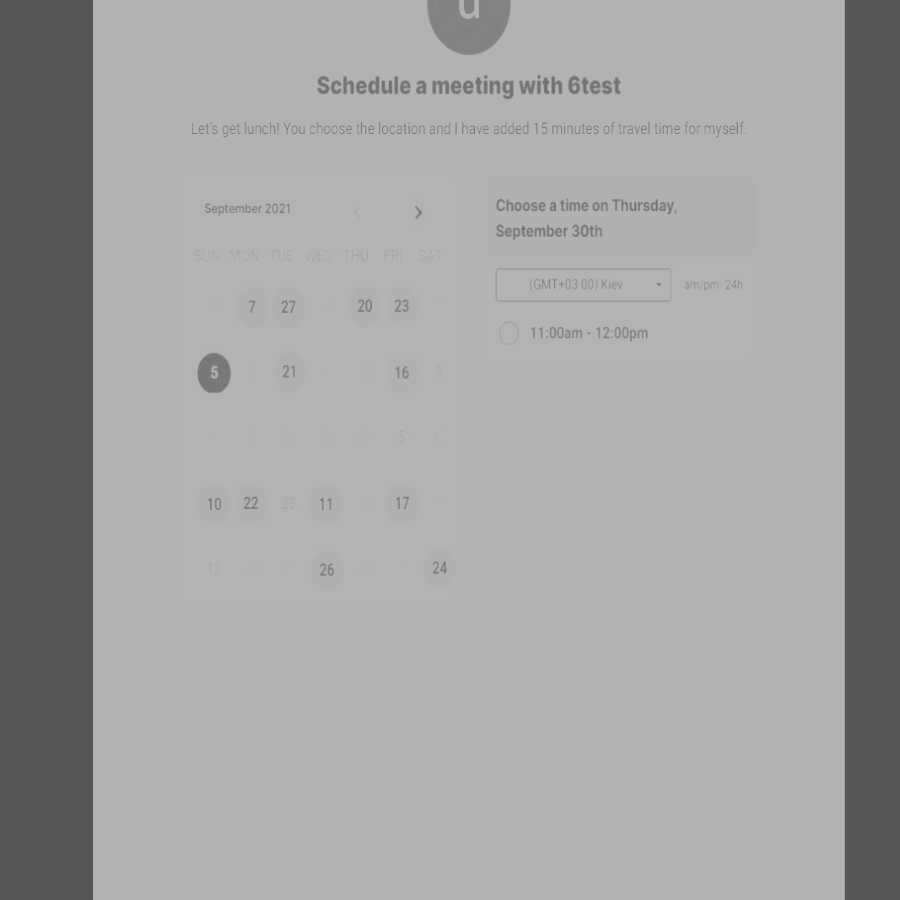 u
Schedule a meeting with 6test
Let's get lunch! You choose the location and I have added 15 minutes of travel time for myself.
September 2021
SUN MON TUE WED THU FRI SAT
7 27 20 23
5 21 16 5
5
10 22 28 11 17
12 26 24
Choose a time on Thursday,
September 30th
(GMT+03:00) Kiev am/pm 24h
11:00am - 12:00pm